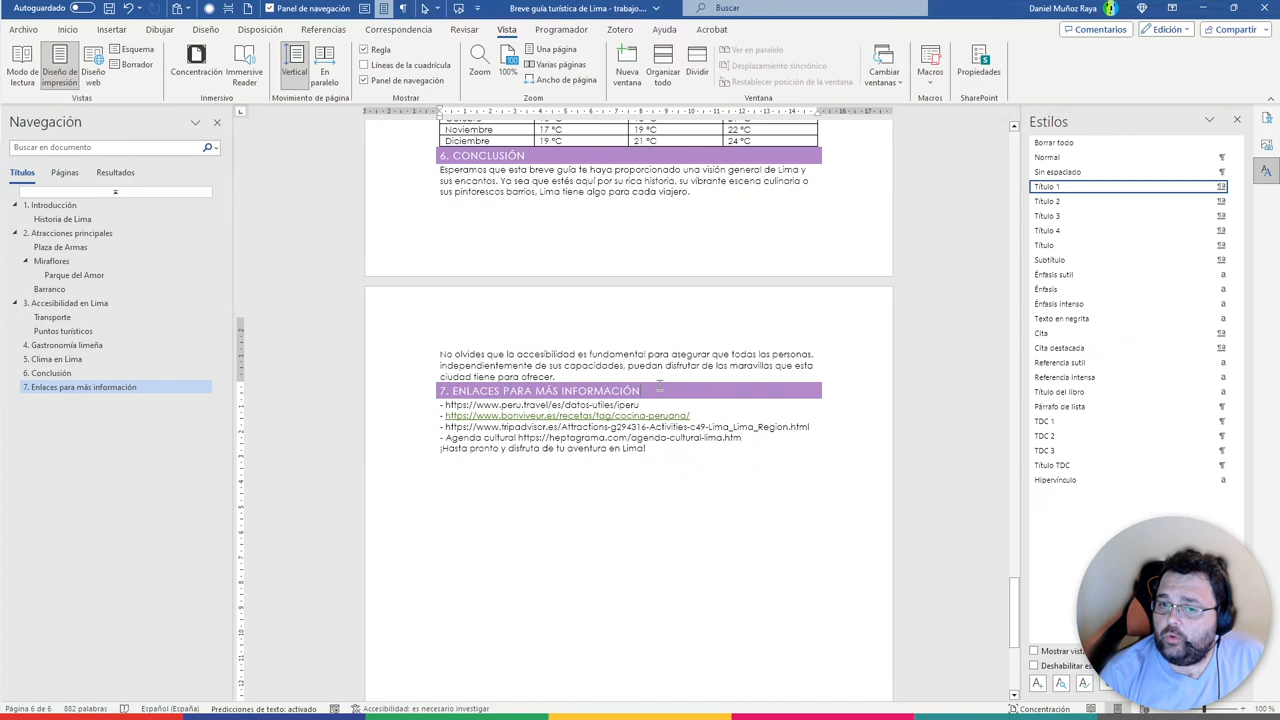 Autoguardado
Panel de navegación
Breve guía turística de Lima - trabajo....
Buscar
Daniel Muñoz Raya
Archivo Inicio Insertar Dibujar Diseño Disposición Referencias Correspondencia Revisar Vista Programador Zotero Ayuda Acrobat
Comentarios Edición Compartir
Modo de lectura
Diseño de impresión
Diseño web
Esquema
Borrador
Vistas
Concentración
Immersive Reader
Inmersivo
Vertical
En paralelo
Movimiento de página
Regla
Líneas de la cuadrícula
Panel de navegación
Mostrar
Zoom
100
100%
Una página
Varias páginas
Ancho de página
Zoom
Nueva ventana
Organizar todo
Dividir
Ver en paralelo
Desplazamiento sincrónico
Restablecer posición de la ventana
Ventana
Cambiar ventanas
Macros
Macros
Propiedades
SharePoint
Navegación
Buscar en documento
Títulos Páginas Resultados
1. Introducción
Historia de Lima
2. Atracciones principales
Plaza de Armas
Miraflores
Parque del Amor
Barranco
3. Accesibilidad en Lima
Transporte
Puntos turísticos
4. Gastronomía limeña
5. Clima en Lima
6. Conclusión
7. Enlaces para más información
Noviembre 17 ºC 19 ºC 22 ºC
Diciembre 19 ºC 21 ºC 24 ºC
6. CONCLUSIÓN
Esperamos que esta breve guía te haya proporcionado una visión general de Lima y
sus encantos. Ya sea que estés aquí por su rica historia, su vibrante escena culinaria o
sus pintorescos barrios, Lima tiene algo para cada viajero.
No olvides que la accesibilidad es fundamental para asegurar que todas las personas,
independientemente de sus capacidades, puedan disfrutar de las maravillas que esta
ciudad tiene para ofrecer.
7. ENLACES PARA MÁS INFORMACIÓN
- https://www.peru.travel/es/datos-utiles/iperu
- https://www.bonviveur.es/recetas/tag/cocina-peruana/
- https://www.tripadvisor.es/Attractions-g294316-Activities-c49-Lima_Lima_Region.html
- Agenda cultural https://heptagrama.com/agenda-cultural-lima.htm
¡Hasta pronto y disfruta de tu aventura en Lima!
Estilos
Borrar todo
Normal
Sin espaciado
Título 1
Título 2
Título 3
Título 4
Título
Subtítulo
Énfasis sutil
Énfasis
Énfasis intenso
Texto en negrita
Cita
Cita destacada
Referencia sutil
Referencia intensa
Título del libro
Párrafo de lista
TDC 1
TDC 2
TDC 3
Título TDC
Hipervínculo
Mostrar
Deshabilitar
Página 6 de 6
882 palabras
Español (España)
Predicciones de texto: activado
Accesibilidad: es necesario investigar
Concentración
100 %